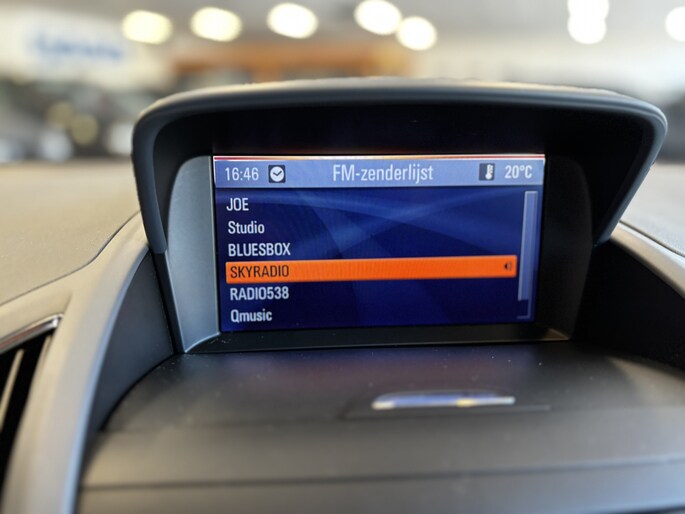 16:46 FM-zenderlijst 20°C
JOE
Studio
BLUESBOX
SKYRADIO
RADIO538
Qmusic